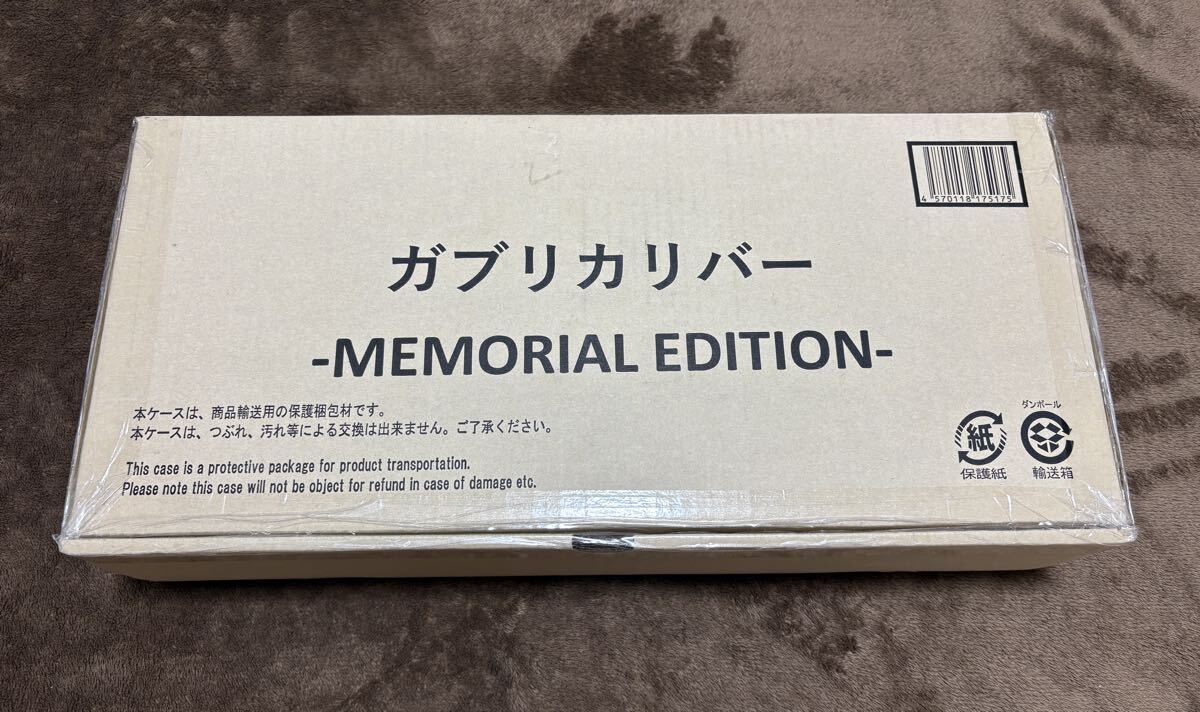 4 570118 175175
ガブリカリバー
-MEMORIAL EDITION-
本ケースは、商品輸送用の保護梱包材です。
本ケースは、つぶれ、汚れ等による交換は出来ません。ご了承ください。
This case is a protective package for product transportation.
Please note this case will not be object for refund in case of damage etc.
紙
保護紙
ダンボール
輸送箱